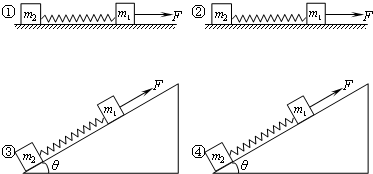 ① m₂ m₁ F
② m₂ m₁ F
③ m₂ m₁ F θ
④ m₂ m₁ F θ